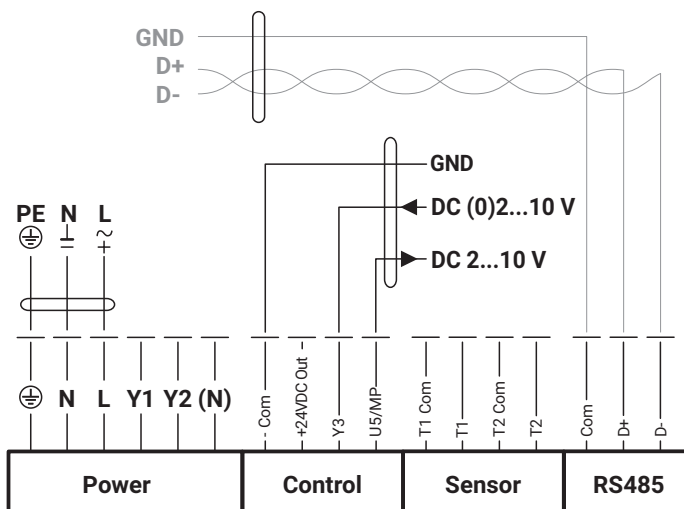 GND
D+
D-
GND
DC (0)2...10 V
DC 2...10 V
PE N L
N L Y1 Y2 (N)
- Com
+24VDC Out -
Y3
U5/MP
T1 Com
T1
T2 Com
T2
Com
D+
D-
Power Control Sensor RS485